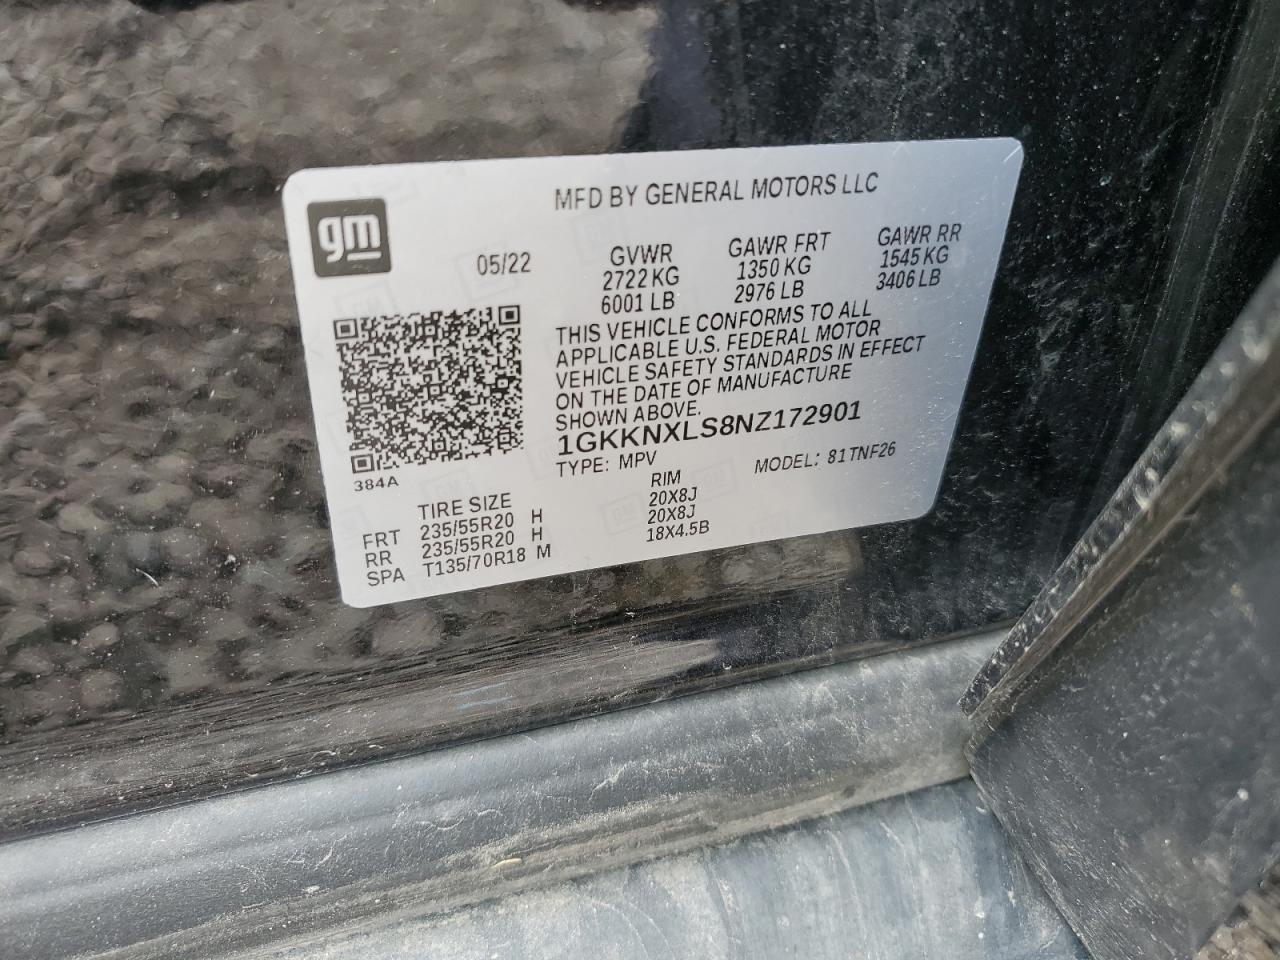 MFD BY GENERAL MOTORS LLC
gm
05/22
GVWR
2722 KG
6001 LB
GAWR FRT
1350 KG
2976 LB
GAWR RR
1545 KG
3406 LB
THIS VEHICLE CONFORMS TO ALL
APPLICABLE U.S. FEDERAL MOTOR
VEHICLE SAFETY STANDARDS IN EFFECT
ON THE DATE OF MANUFACTURE
SHOWN ABOVE.
1GKKNXLS8NZ172901
TYPE: MPV MODEL: 81TNF26
384A
TIRE SIZE RIM
FRT 235/55R20 H 20X8J
RR 235/55R20 H 20X8J
SPA T135/70R18 M 18X4.5B